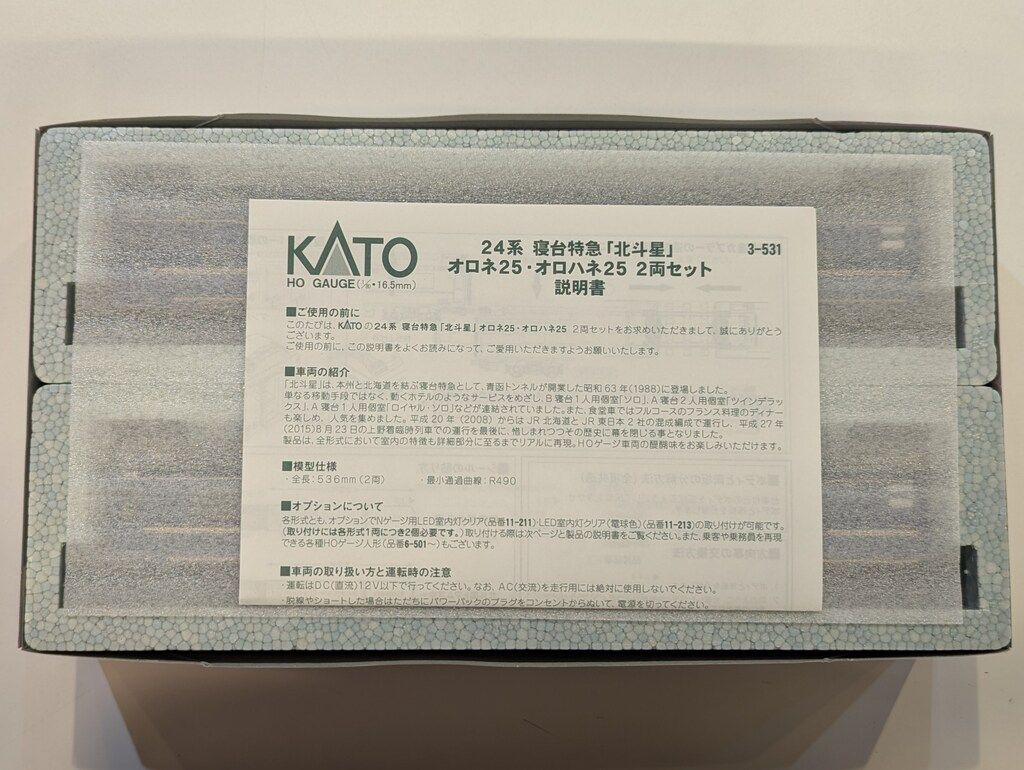 KATO
HO GAUGE(1/80・16.5mm)
24系 寝台特急「北斗星」
オロネ25・オロハネ25 2両セット
説明書
3-531
■ご使用の前に
このたびは、KATOの24系 寝台特急「北斗星」オロネ25・オロハネ25 2両セットをお求めいただきまして、誠にありがとう
ございます。
ご使用の前に、この説明書をよくお読みになって、ご愛用いただきますようお願いいたします。
■車両の紹介
「北斗星」は、本州と北海道を結ぶ寝台特急として、青函トンネルが開業した昭和63年(1988)に登場しました。
単なる移動手段ではなく、動くホテルのようなサービスをめざし、B寝台1人用個室「ソロ」、A寝台2人用個室「ツインデラッ
クス」、A寝台1人用個室「ロイヤル・ソロ」などが連結されていました。また、食堂車ではフルコースのフランス料理のディナー
も楽しめ、人気を集めました。平成20年(2008)からはJR北海道とJR東日本2社の混成編成で運行し、平成27年
(2015)8月23日の上野着臨時列車での運行を最後に、惜しまれつつその歴史に幕を閉じる事となりました。
製品は、全形式において室内の特徴も詳細部分に至るまでリアルに再現。HOゲージ車両の醍醐味をお楽しみいただけます。
■模型仕様
・全長：536mm(2両)　・最小通過曲線：R490
■オプションについて
各形式とも、オプションでNゲージ用LED室内灯クリア(品番11-211)・LED室内灯クリア(電球色)(品番11-213)の取り付けが可能です。
(取り付けには各形式1両につき2個必要です。)取り付ける際は次ページと製品の説明書をご覧ください。また、乗客や乗務員を再現
できる各種HOゲージ人形(品番6-501～)もございます。
■車両の取り扱い方と運転時の注意
・運転はDC(直流)12V以下で行ってください。なお、AC(交流)を走行用には絶対に使用しないでください。
・脱線やショートした場合はただちにパワーパックのプラグをコンセントからぬいて、電源を切ってください。